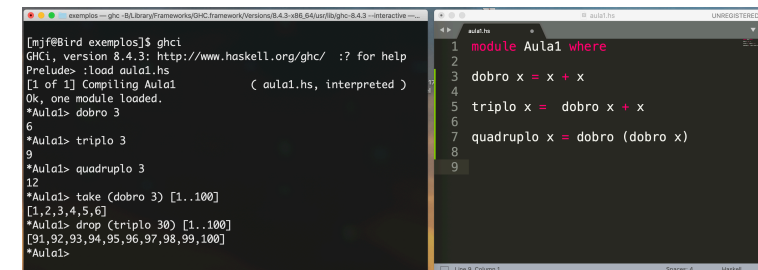 exemplos — ghc -B/Library/Frameworks/GHC.framework/Versions/8.4.3-x86_64/usr/lib/ghc-8.4.3 --interactive —...
[mjf@Bird exemplos]$ ghci
GHCi, version 8.4.3: http://www.haskell.org/ghc/  :? for help
Prelude> :load aula1.hs
[1 of 1] Compiling Aula1            ( aula1.hs, interpreted )
Ok, one module loaded.
*Aula1> dobro 3
6
*Aula1> triplo 3
9
*Aula1> quadruplo 3
12
*Aula1> take (dobro 3) [1..100]
[1,2,3,4,5,6]
*Aula1> drop (triplo 30) [1..100]
[91,92,93,94,95,96,97,98,99,100]
*Aula1>
aula1.hs UNREGISTERED
aula1.hs
1 module Aula1 where
2
3 dobro x = x + x
4
5 triplo x =  dobro x + x
6
7 quadruplo x = dobro (dobro x)
8
9
Line 9, Column 1 Spaces: 4 Haskell